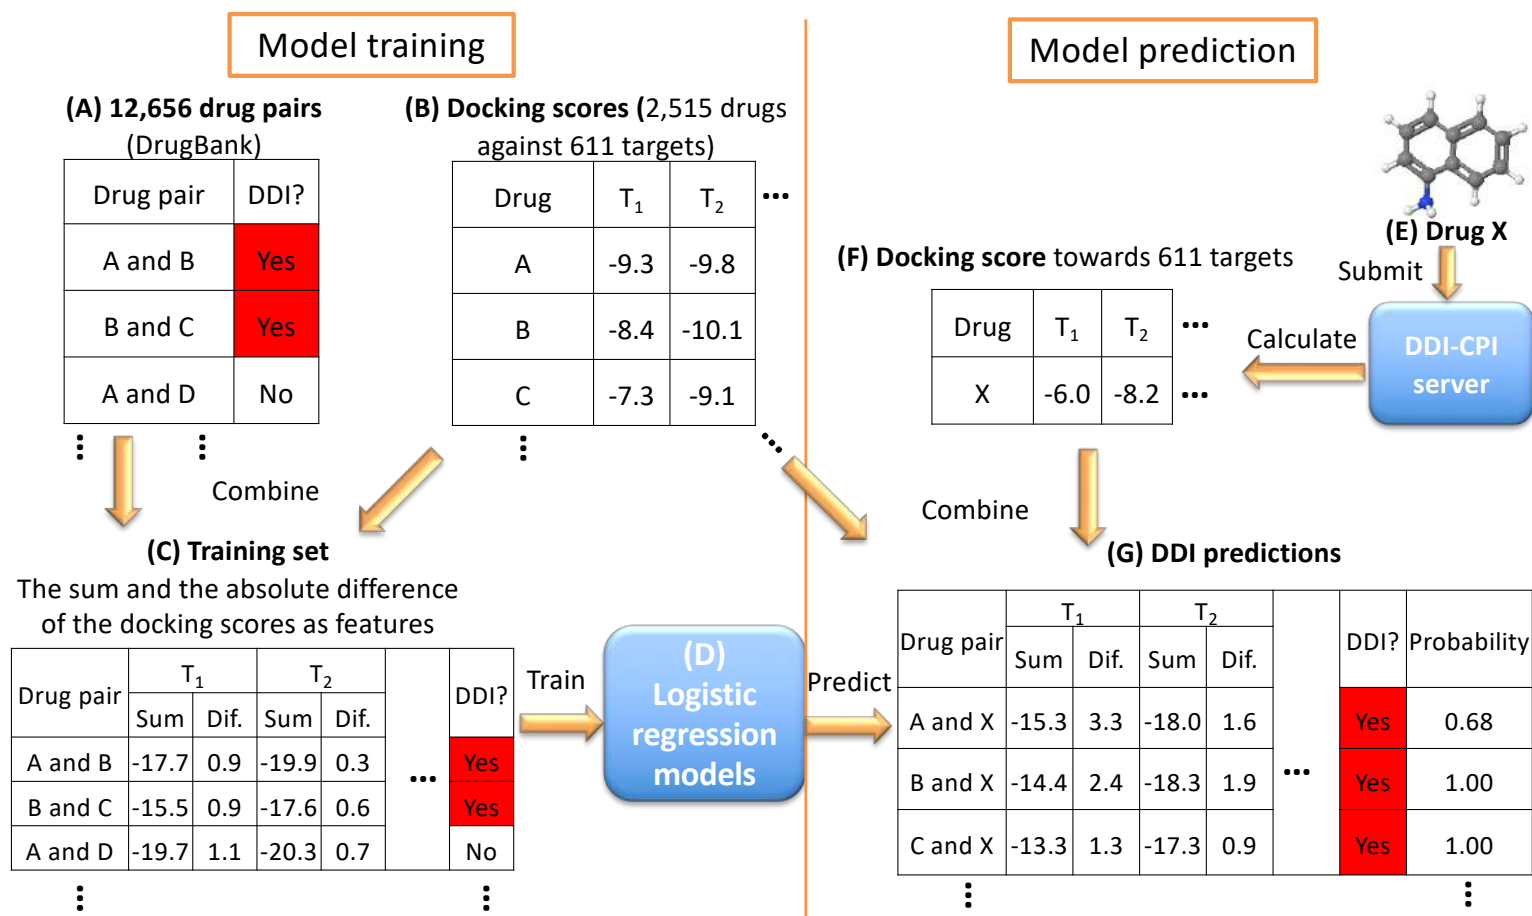 Model training
Model prediction
(A) 12,656 drug pairs
(DrugBank)
Drug pair DDI?
A and B Yes
B and C Yes
A and D No
(B) Docking scores (2,515 drugs
against 611 targets)
Drug T1 T2 ...
A -9.3 -9.8
B -8.4 -10.1
C -7.3 -9.1
Combine
(C) Training set
The sum and the absolute difference
of the docking scores as features
Drug pair T1 T2 DDI?
Sum Dif. Sum Dif.
A and B -17.7 0.9 -19.9 0.3 ... Yes
B and C -15.5 0.9 -17.6 0.6 Yes
A and D -19.7 1.1 -20.3 0.7 No
Train
(D)
Logistic
regression
models
Predict
(E) Drug X
Submit
DDI-CPI
server
Calculate
(F) Docking score towards 611 targets
Drug T1 T2 ...
X -6.0 -8.2 ...
Combine
(G) DDI predictions
Drug pair T1 T2 DDI? Probability
Sum Dif. Sum Dif.
A and X -15.3 3.3 -18.0 1.6 Yes 0.68
B and X -14.4 2.4 -18.3 1.9 ... Yes 1.00
C and X -13.3 1.3 -17.3 0.9 Yes 1.00